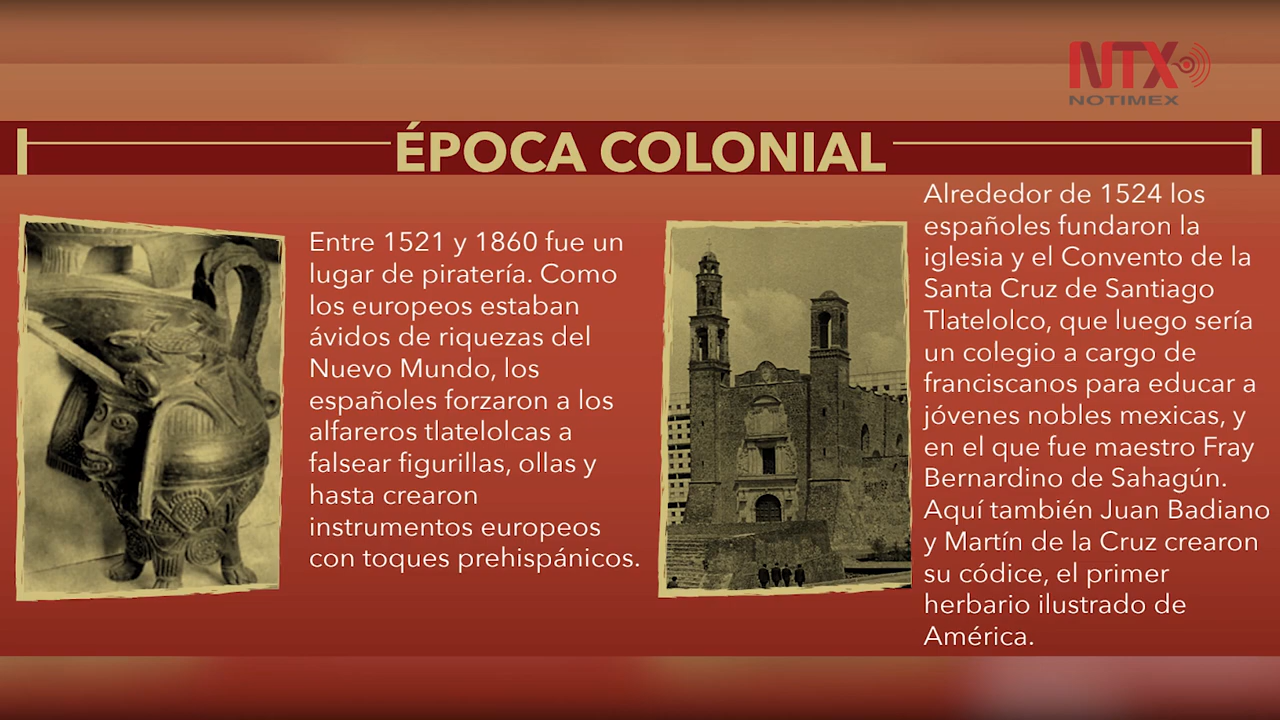 NTX
NOTIMEX
ÉPOCA COLONIAL
Entre 1521 y 1860 fue un
lugar de piratería. Como
los europeos estaban
ávidos de riquezas del
Nuevo Mundo, los
españoles forzaron a los
alfareros tlatelolcas a
falsear figurillas, ollas y
hasta crearon
instrumentos europeos
con toques prehispánicos.
Alrededor de 1524 los
españoles fundaron la
iglesia y el Convento de la
Santa Cruz de Santiago
Tlatelolco, que luego sería
un colegio a cargo de
franciscanos para educar a
jóvenes nobles mexicas, y
en el que fue maestro Fray
Bernardino de Sahagún.
Aquí también Juan Badiano
y Martín de la Cruz crearon
su códice, el primer
herbario ilustrado de
América.